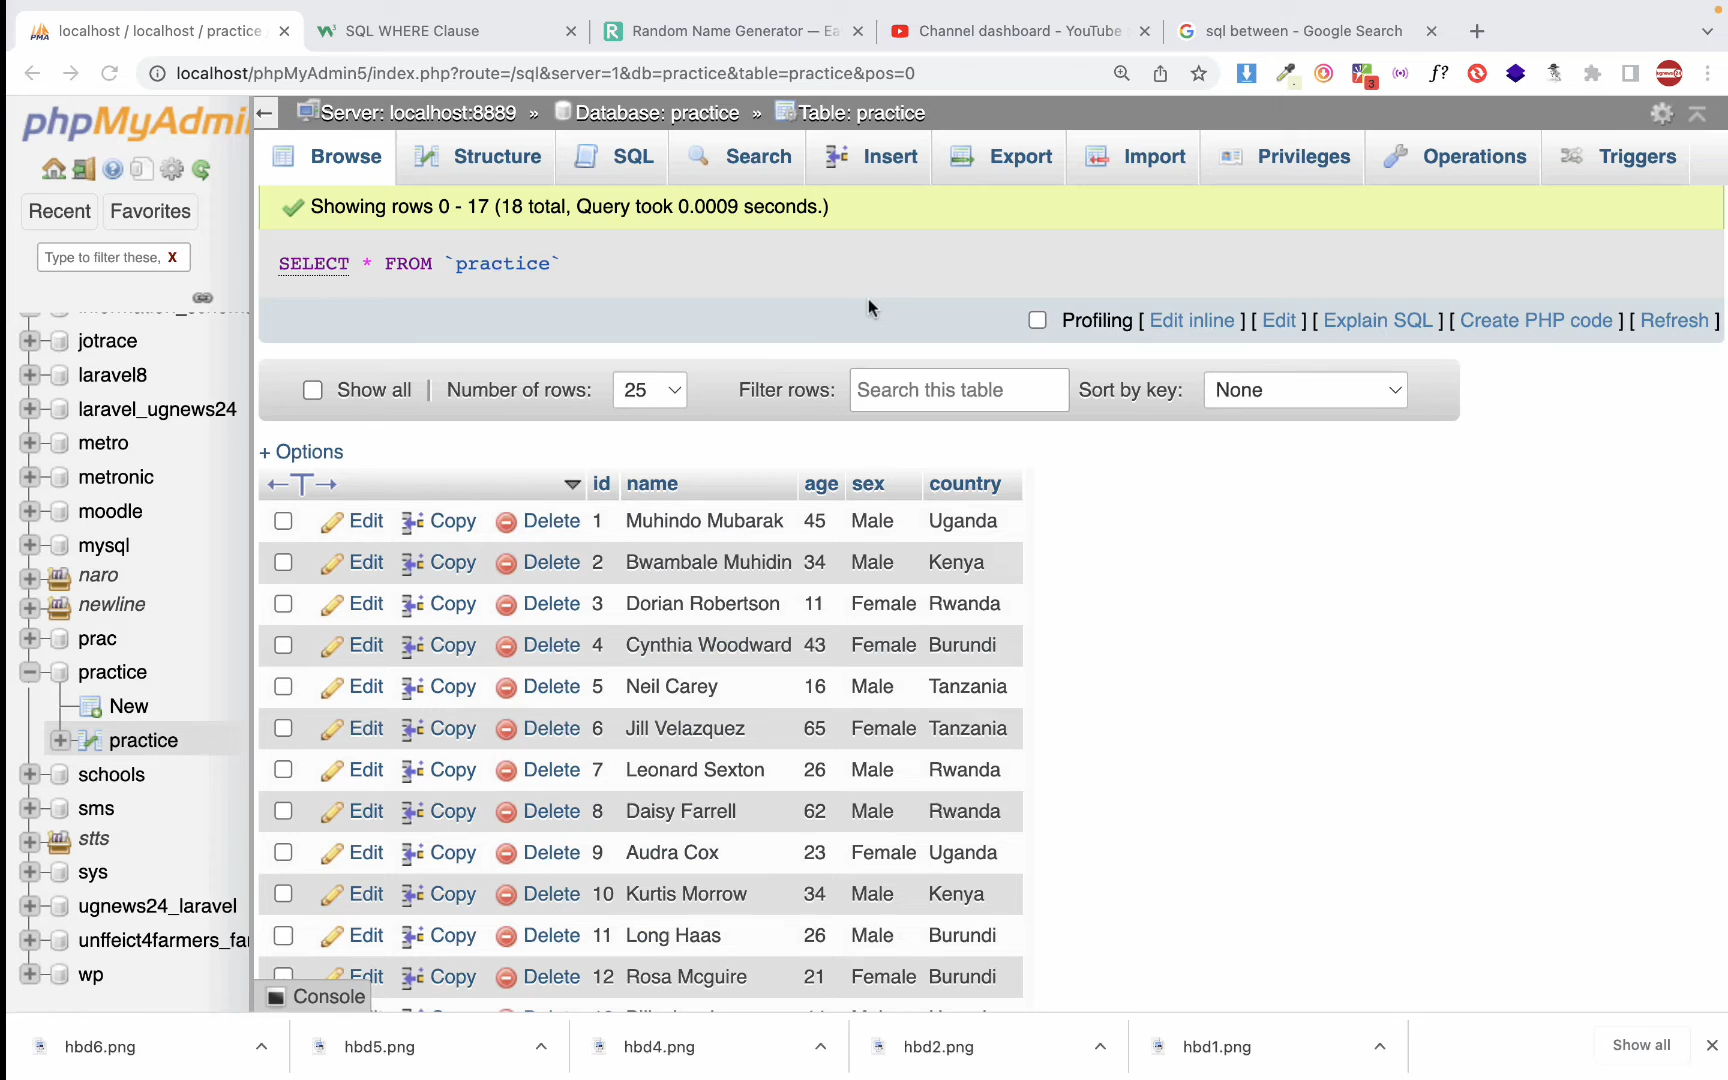 localhost / localhost / practice
SQL WHERE Clause
Random Name Generator — Ea
Channel dashboard - YouTube
sql between - Google Search
localhost/phpMyAdmin5/index.php?route=/sql&server=1&db=practice&table=practice&pos=0
phpMyAdmi
Server: localhost:8889 » Database: practice » Table: practice
Browse
Structure
SQL
Search
Insert
Export
Import
Privileges
Operations
Triggers
Recent
Favorites
Type to filter these, X
jotrace
laravel8
laravel_ugnews24
metro
metronic
moodle
mysql
naro
newline
prac
practice
New
practice
schools
sms
stts
sys
ugnews24_laravel
unffeict4farmers_fa
wp
Showing rows 0 - 17 (18 total, Query took 0.0009 seconds.)
SELECT * FROM `practice`
Profiling [ Edit inline ] [ Edit ] [ Explain SQL ] [ Create PHP code ] [ Refresh ]
Show all | Number of rows: 25 Filter rows: Search this table Sort by key: None
+ Options
id name age sex country
Edit Copy Delete 1 Muhindo Mubarak 45 Male Uganda
Edit Copy Delete 2 Bwambale Muhidin 34 Male Kenya
Edit Copy Delete 3 Dorian Robertson 11 Female Rwanda
Edit Copy Delete 4 Cynthia Woodward 43 Female Burundi
Edit Copy Delete 5 Neil Carey 16 Male Tanzania
Edit Copy Delete 6 Jill Velazquez 65 Female Tanzania
Edit Copy Delete 7 Leonard Sexton 26 Male Rwanda
Edit Copy Delete 8 Daisy Farrell 62 Male Rwanda
Edit Copy Delete 9 Audra Cox 23 Female Uganda
Edit Copy Delete 10 Kurtis Morrow 34 Male Kenya
Edit Copy Delete 11 Long Haas 26 Male Burundi
Edit Copy Delete 12 Rosa Mcguire 21 Female Burundi
Console
hbd6.png
hbd5.png
hbd4.png
hbd2.png
hbd1.png
Show all